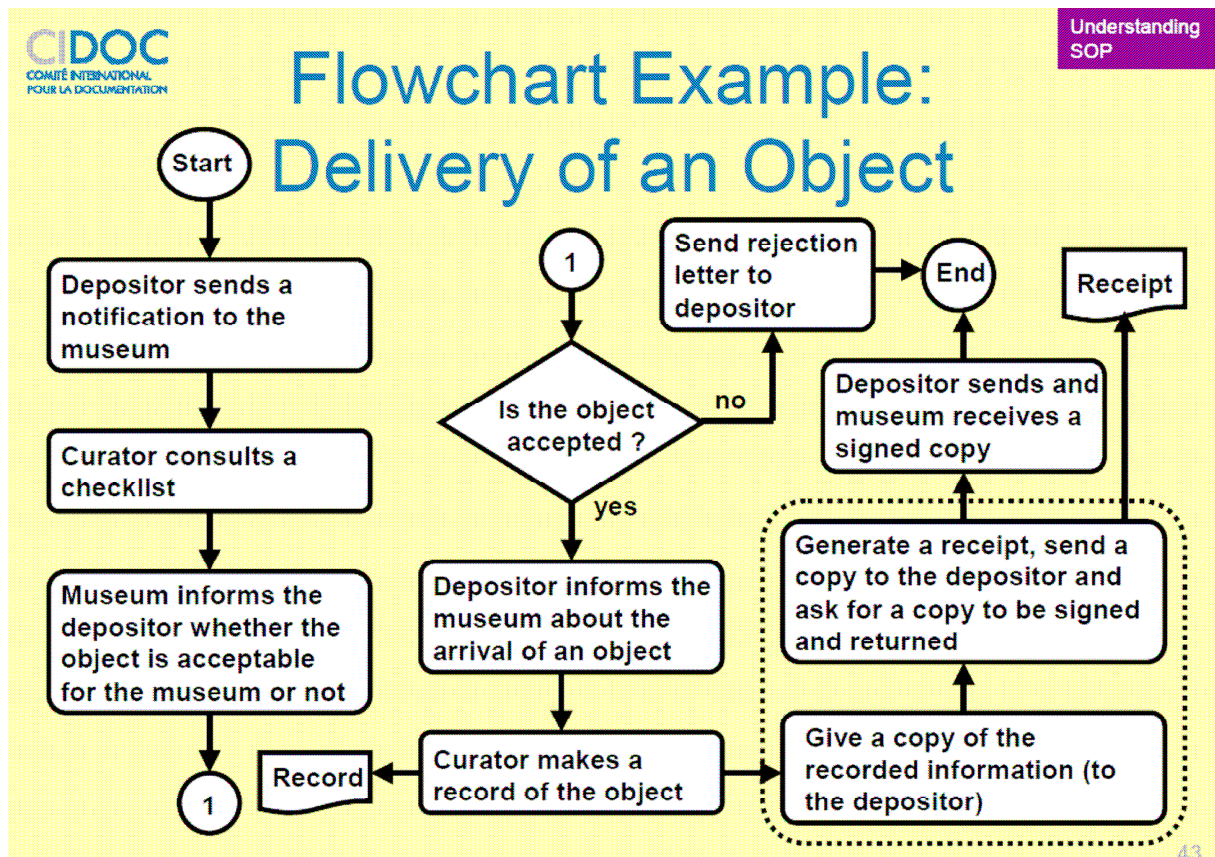 CIDOC
COMITÉ INTERNATIONAL
POUR LA DOCUMENTATION
Understanding
SOP
Flowchart Example:
Delivery of an Object
Start
Depositor sends a
notification to the
museum
Curator consults a
checklist
Museum informs the
depositor whether the
object is acceptable
for the museum or not
1
1
Is the object
accepted ?
no
yes
Send rejection
letter to
depositor
End
Depositor informs the
museum about the
arrival of an object
Curator makes a
record of the object
Record
Give a copy of the
recorded information (to
the depositor)
Generate a receipt, send a
copy to the depositor and
ask for a copy to be signed
and returned
Receipt
Depositor sends and
museum receives a
signed copy
43